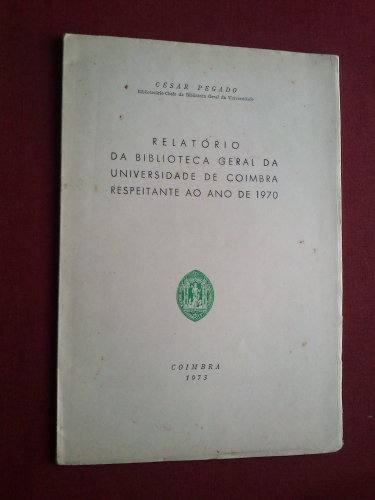 CÉSAR PEGADO
Bibliotecário-Chefe da Biblioteca Geral da Universidade
RELATÓRIO
DA BIBLIOTECA GERAL DA
UNIVERSIDADE DE COIMBRA
RESPEITANTE AO ANO DE 1970
COIMBRA
1973